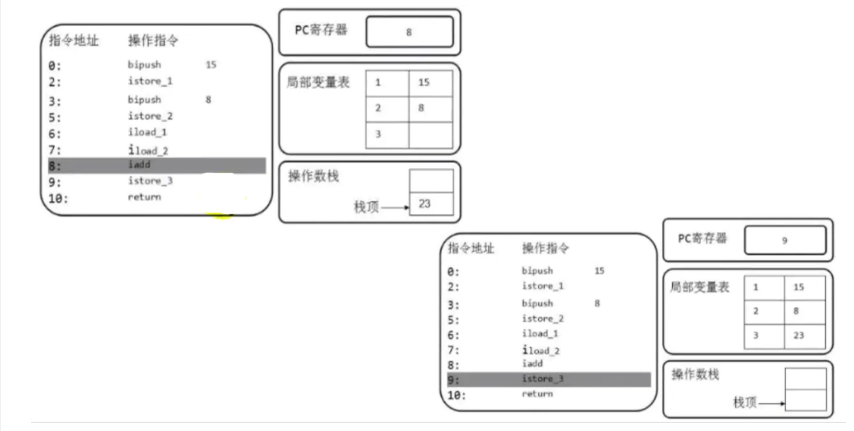 指令地址 操作指令
0: bipush 15
2: istore_1
3: bipush 8
5: istore_2
6: iload_1
7: iload_2
8: iadd
9: istore_3
10: return
PC寄存器 8
局部变量表 1 15
2 8
3
操作数栈
栈顶 23
指令地址 操作指令
0: bipush 15
2: istore_1
3: bipush 8
5: istore_2
6: iload_1
7: iload_2
8: iadd
9: istore_3
10: return
PC寄存器 9
局部变量表 1 15
2 8
3 23
操作数栈
栈顶